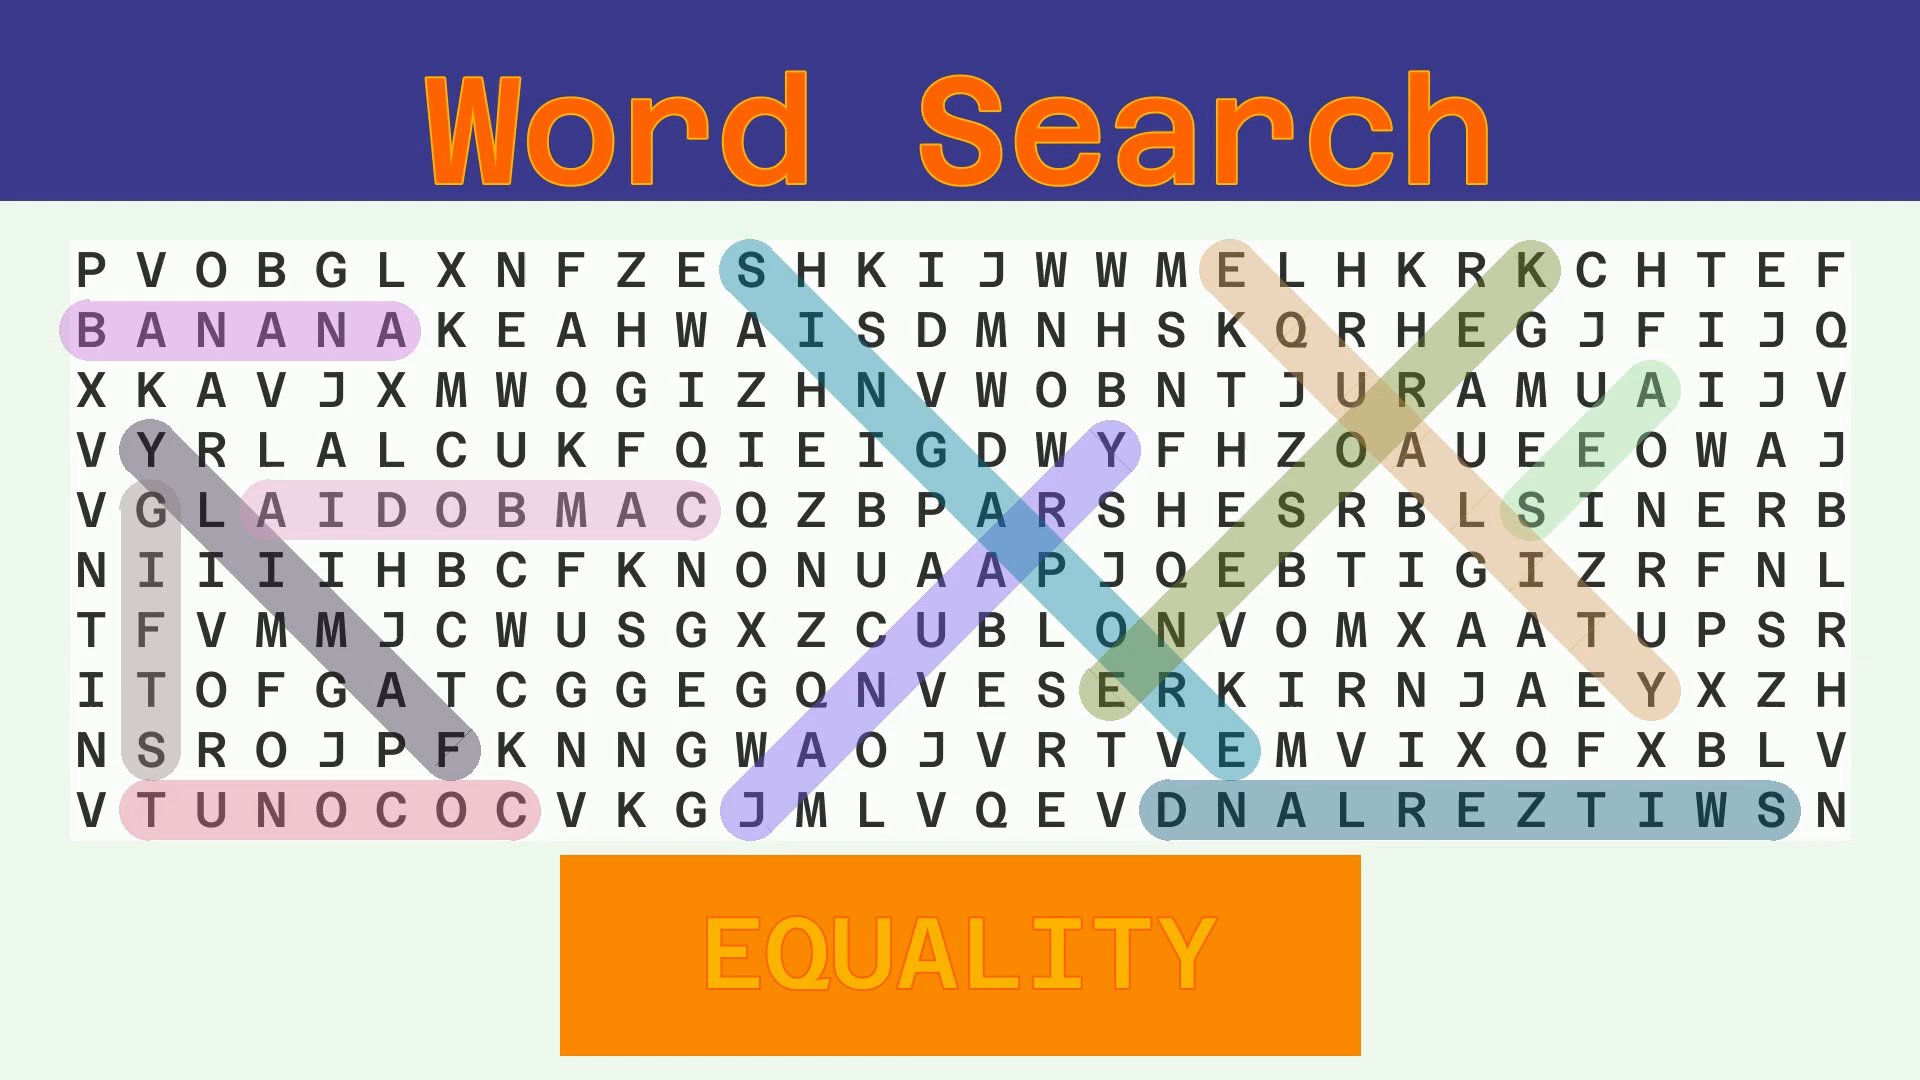 Word Search
P V O B G L X N F Z E S H K I J W W M E L H K R K C H T E F
B A N A N A K E A H W A I S D M N H S K Q R H E G J F I J Q
X K A V J X M W Q G I Z H N V W O B N T J U R A M U A I J V
V Y R L A L C U K F Q I E I G D W Y F H Z O A U E E O W A J
V G L A I D O B M A C Q Z B P A R S H E S R B L S I N E R B
N I I I I H B C F K N O N U A A P J Q E B T I G I Z R F N L
T F V M M J C W U S G X Z C U B L O N V O M X A A T U P S R
I T O F G A T C G G E G Q N V E S E R K I R N J A E Y X Z H
N S R O J P F K N N G W A O J V R T V E M V I X Q F X B L V
V T U N O C O C V K G J M L V Q E V D N A L R E Z T I W S N
EQUALITY